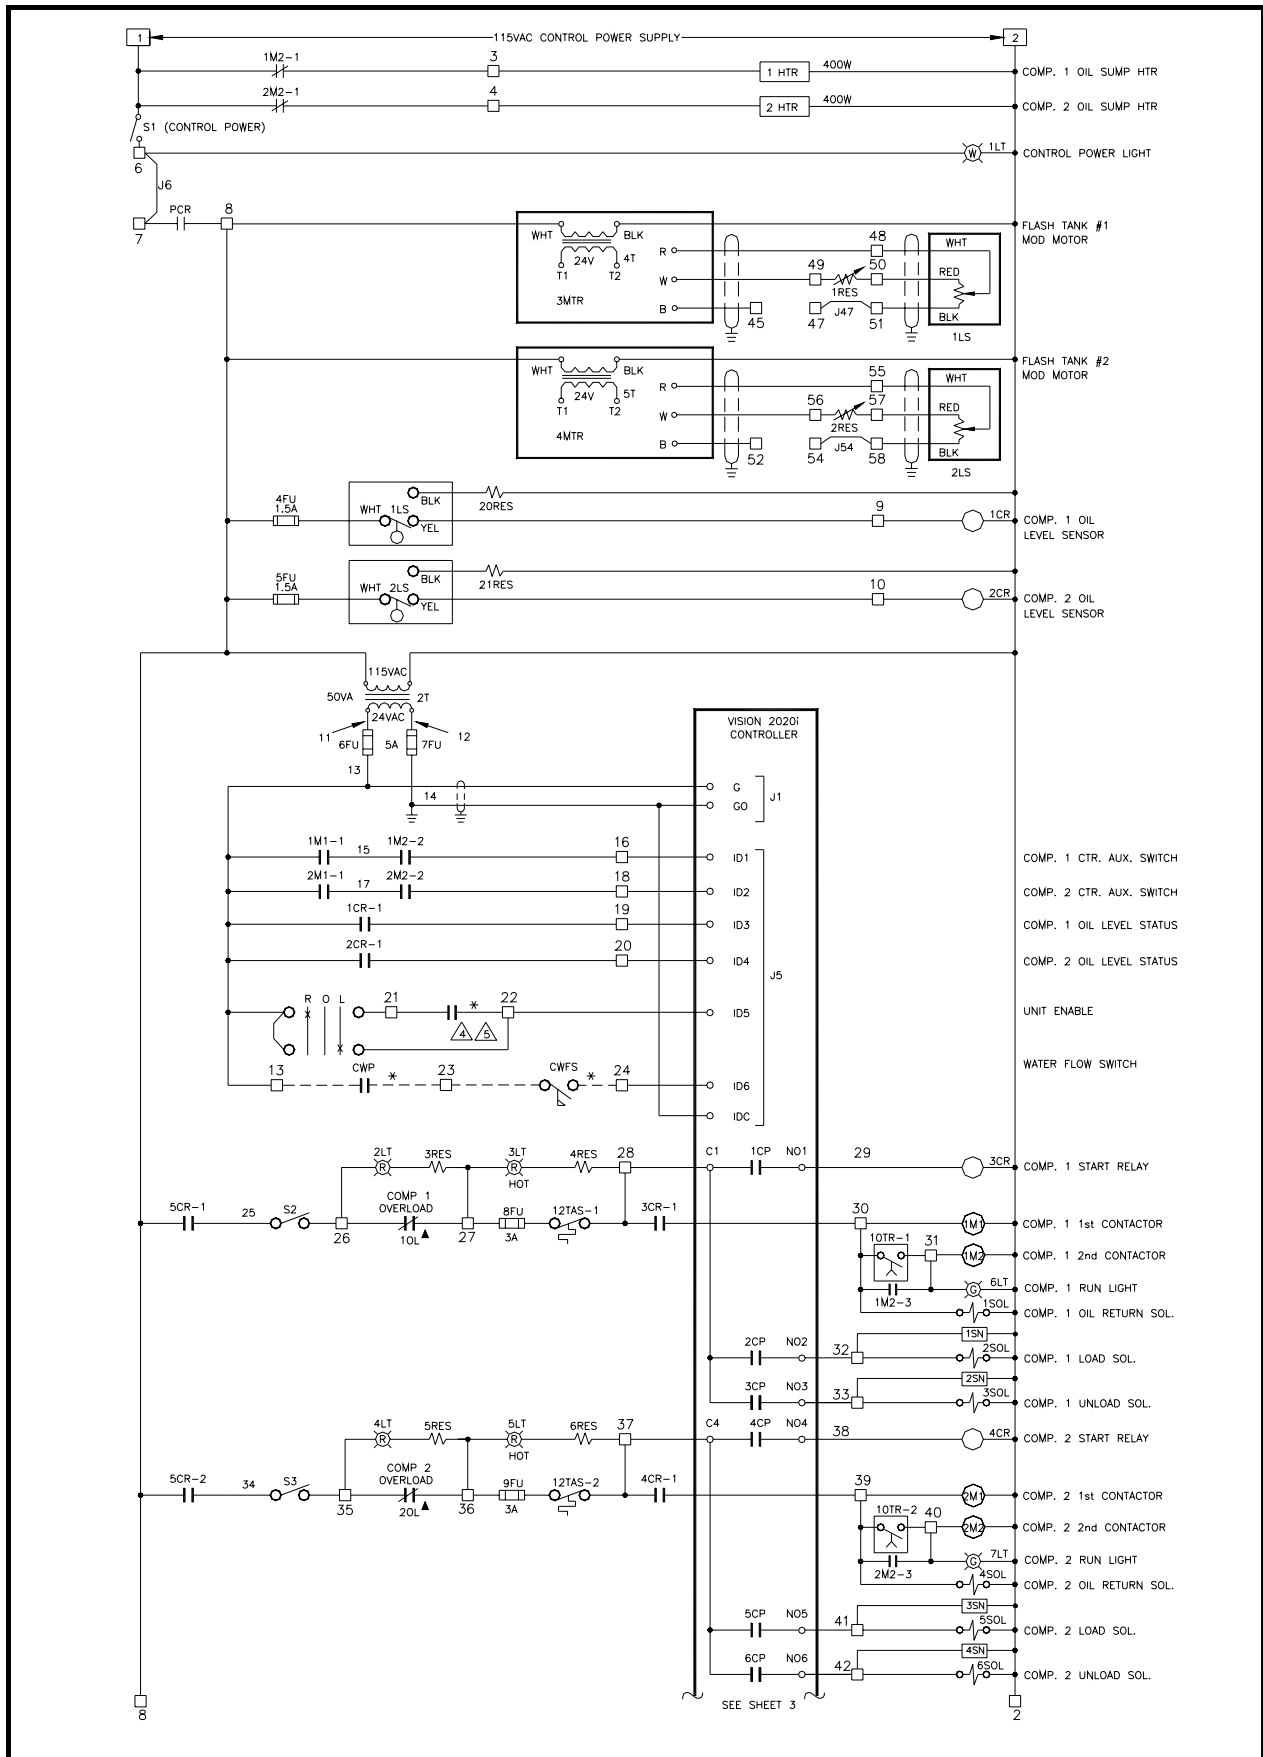 1 115VAC CONTROL POWER SUPPLY 2
1M2-1 3 1 HTR 400W COMP. 1 OIL SUMP HTR
2M2-1 4 2 HTR 400W COMP. 2 OIL SUMP HTR
S1 (CONTROL POWER)
6 W 1LT CONTROL POWER LIGHT
J6
7 PCR 8 FLASH TANK #1
MOD MOTOR
WHT BLK
24V 4T
T1 T2
3MTR
R W B
45
48
49 50
1RES
47 J47 51
WHT
RED
BLK
1LS
FLASH TANK #2
MOD MOTOR
WHT BLK
24V 5T
T1 T2
4MTR
R W B
52
55
56 57
2RES
54 J54 58
WHT
RED
BLK
2LS
4FU
1.5A
WHT 1LS BLK
YEL
20RES
9 1CR COMP. 1 OIL
LEVEL SENSOR
5FU
1.5A
WHT 2LS BLK
YEL
21RES
10 2CR COMP. 2 OIL
LEVEL SENSOR
115VAC
50VA 2T
24VAC
11 12
6FU 5A 7FU
13
14
VISION 2020i
CONTROLLER
G
GO
J1
1M1-1 15 1M2-2 16 ID1 COMP. 1 CTR. AUX. SWITCH
2M1-1 17 2M2-2 18 ID2 COMP. 2 CTR. AUX. SWITCH
1CR-1 19 ID3 COMP. 1 OIL LEVEL STATUS
2CR-1 20 ID4 COMP. 2 OIL LEVEL STATUS
J5
R O L 21 * 22 ID5 UNIT ENABLE
X 4 5
X
13 CWP * 23 CWFS * 24 ID6 WATER FLOW SWITCH
IDC
2LT 3RES 3LT 4RES 28 C1 1CP NO1 29 3CR COMP. 1 START RELAY
R R
HOT
5CR-1 25 S2 26 COMP 1
OVERLOAD
10L
27 8FU
3A
12TAS-1 3CR-1 30 1M1 COMP. 1 1st CONTACTOR
10TR-1 31 1M2 COMP. 1 2nd CONTACTOR
1M2-3 G 6LT COMP. 1 RUN LIGHT
1SOL COMP. 1 OIL RETURN SOL.
1SN
2CP NO2 32 2SOL COMP. 1 LOAD SOL.
2SN
3CP NO3 33 3SOL COMP. 1 UNLOAD SOL.
4LT 5RES 5LT 6RES 37 C4 4CP NO4 38 4CR COMP. 2 START RELAY
R R
HOT
5CR-2 34 S3 35 COMP 2
OVERLOAD
20L
36 9FU
3A
12TAS-2 4CR-1 39 2M1 COMP. 2 1st CONTACTOR
10TR-2 40 2M2 COMP. 2 2nd CONTACTOR
2M2-3 G 7LT COMP. 2 RUN LIGHT
4SOL COMP. 2 OIL RETURN SOL.
3SN
5CP NO5 41 5SOL COMP. 2 LOAD SOL.
4SN
6CP NO6 42 6SOL COMP. 2 UNLOAD SOL.
8 SEE SHEET 3 2